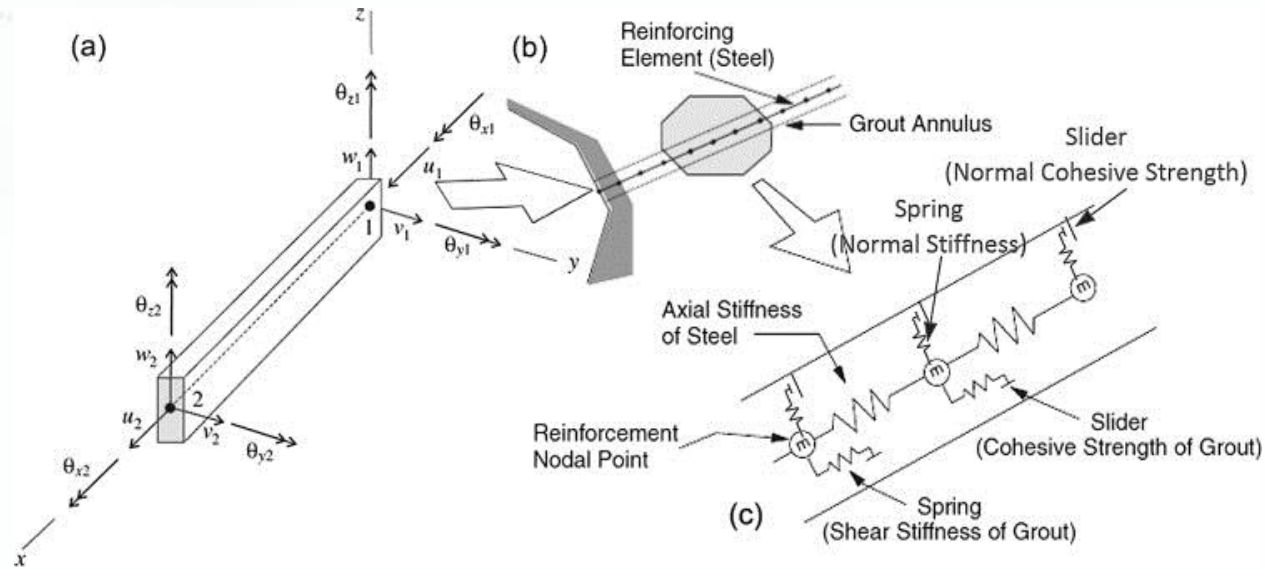 (a)
z
θz1
θx1
w1
u1
1
v1
θy1
y
θz2
w2
2
u2
v2
θy2
θx2
x
(b)
Reinforcing
Element (Steel)
Grout Annulus
Slider
(Normal Cohesive Strength)
Spring
(Normal Stiffness)
Axial Stiffness
of Steel
E
E
E
Reinforcement
Nodal Point
Slider
(Cohesive Strength of Grout)
Spring
(Shear Stiffness of Grout)
(c)